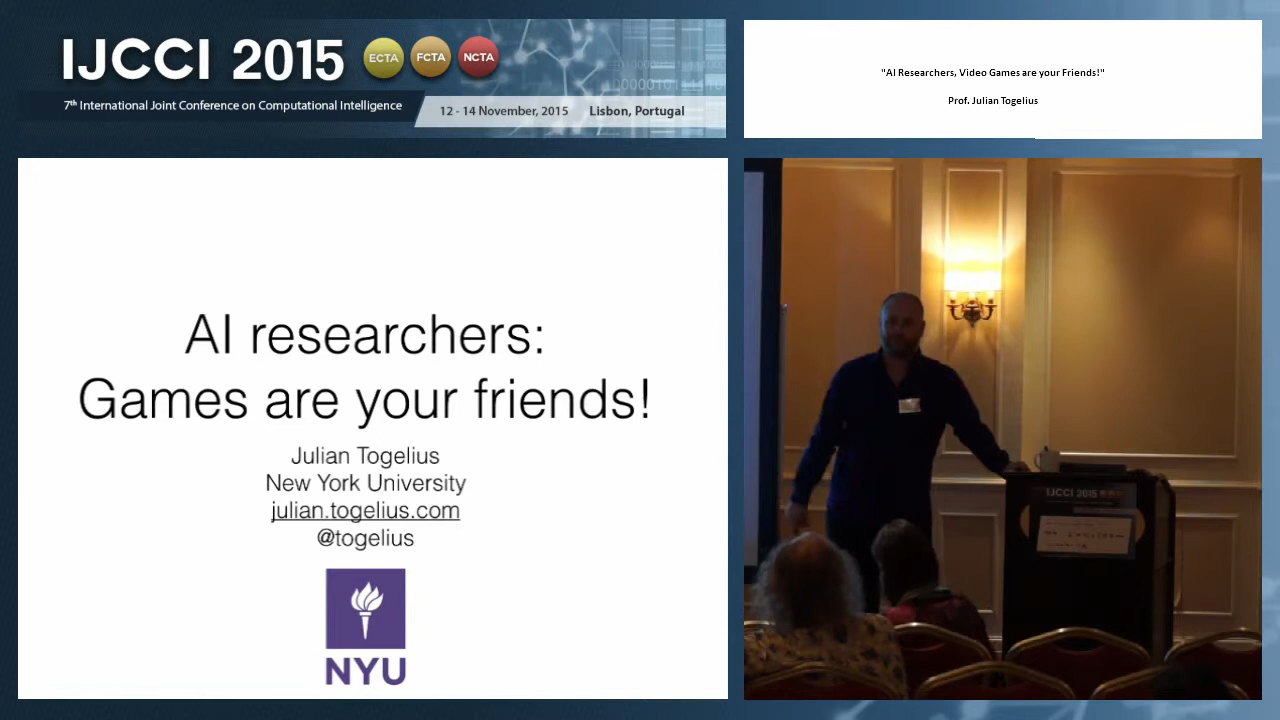 IJCCI 2015
ECTA FCTA NCTA
7th International Joint Conference on Computational Intelligence
12 - 14 November, 2015 Lisbon, Portugal
"AI Researchers, Video Games are your Friends!"
Prof. Julian Togelius
AI researchers:
Games are your friends!
Julian Togelius
New York University
julian.togelius.com
@togelius
NYU
IJCCI 2015